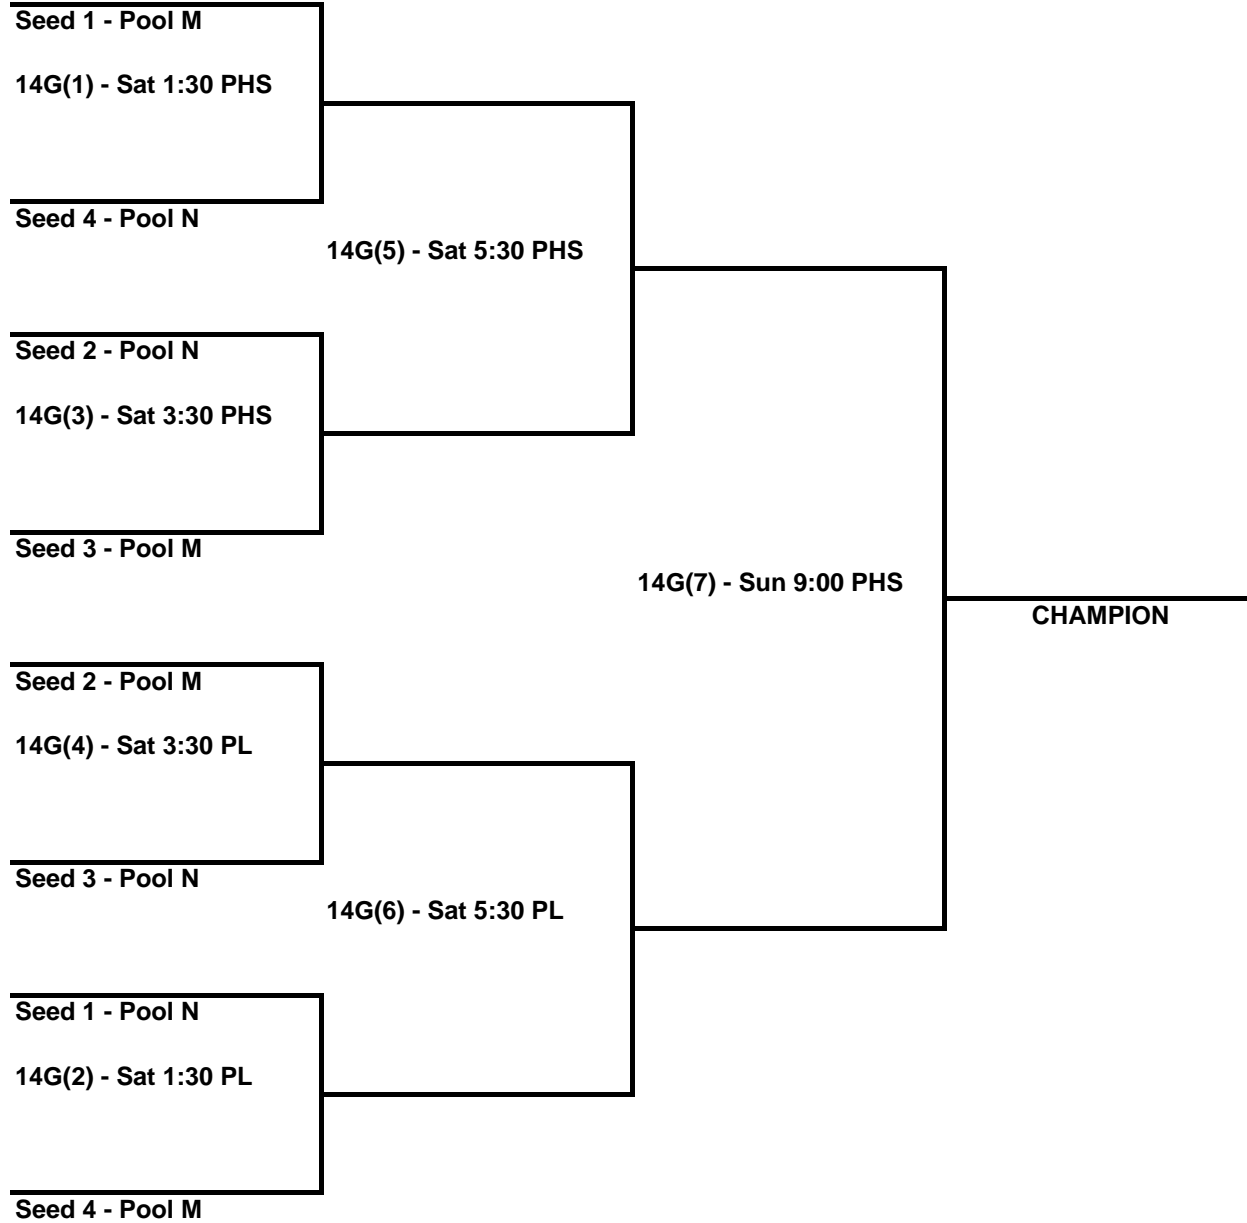 Seed 1 - Pool M
14G(1) - Sat 1:30 PHS
Seed 4 - Pool N
14G(5) - Sat 5:30 PHS
Seed 2 - Pool N
14G(3) - Sat 3:30 PHS
Seed 3 - Pool M
14G(7) - Sun 9:00 PHS
CHAMPION
Seed 2 - Pool M
14G(4) - Sat 3:30 PL
Seed 3 - Pool N
14G(6) - Sat 5:30 PL
Seed 1 - Pool N
14G(2) - Sat 1:30 PL
Seed 4 - Pool M